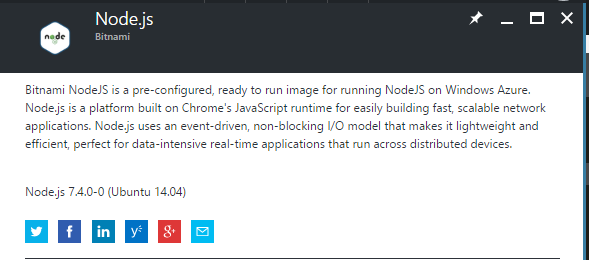 Node.js
Bitnami
node
Bitnami NodeJS is a pre-configured, ready to run image for running NodeJS on Windows Azure.
Node.js is a platform built on Chrome's JavaScript runtime for easily building fast, scalable network
applications. Node.js uses an event-driven, non-blocking I/O model that makes it lightweight and
efficient, perfect for data-intensive real-time applications that run across distributed devices.
Node.js 7.4.0-0 (Ubuntu 14.04)
f in y g+